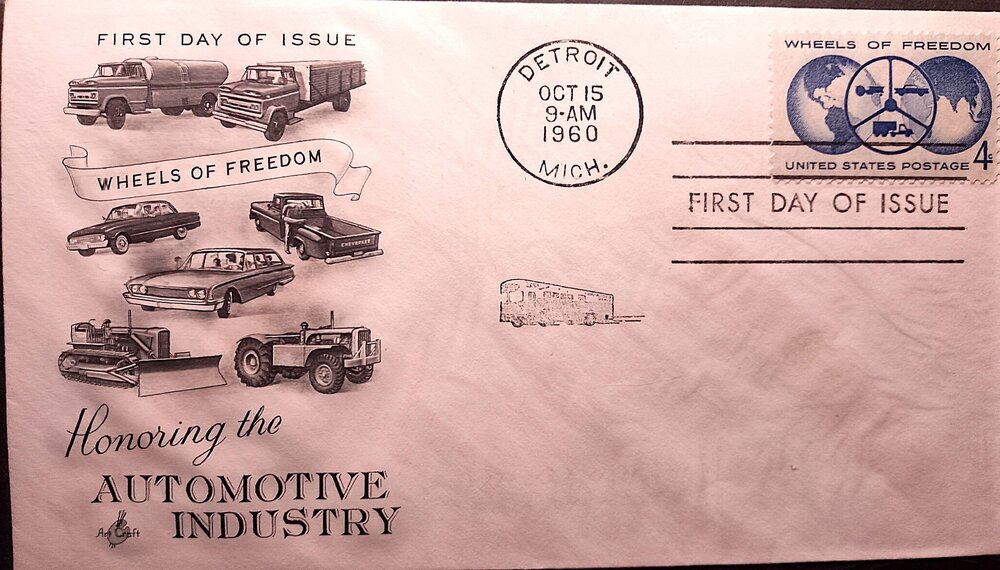 FIRST DAY OF ISSUE
WHEELS OF FREEDOM
CHEVROLET
Honoring the
AUTOMOTIVE
INDUSTRY
Art Craft
DETROIT
OCT 15
9-AM
1960
MICH.
WHEELS OF FREEDOM
UNITED STATES POSTAGE 4c
FIRST DAY OF ISSUE